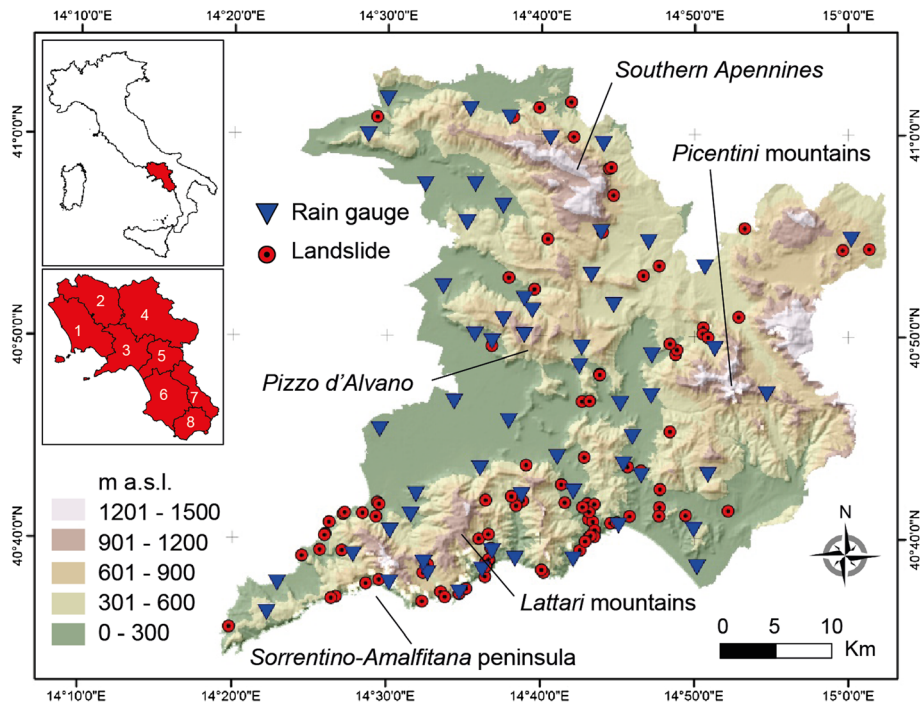 14°10'0"E 14°20'0"E 14°30'0"E 14°40'0"E 14°50'0"E 15°0'0"E
41°0'0"N
40°50'0"N
40°40'0"N
Southern Apennines
Picentini mountains
Rain gauge
Landslide
1
2
3
4
5
6
7
8
Pizzo d'Alvano
m a.s.l.
1201 - 1500
901 - 1200
601 - 900
301 - 600
0 - 300
Lattari mountains
Sorrentino-Amalfitana peninsula
N
0 5 10
Km
41°0'0"N
40°50'0"N
40°40'0"N
14°10'0"E 14°20'0"E 14°30'0"E 14°40'0"E 14°50'0"E 15°0'0"E